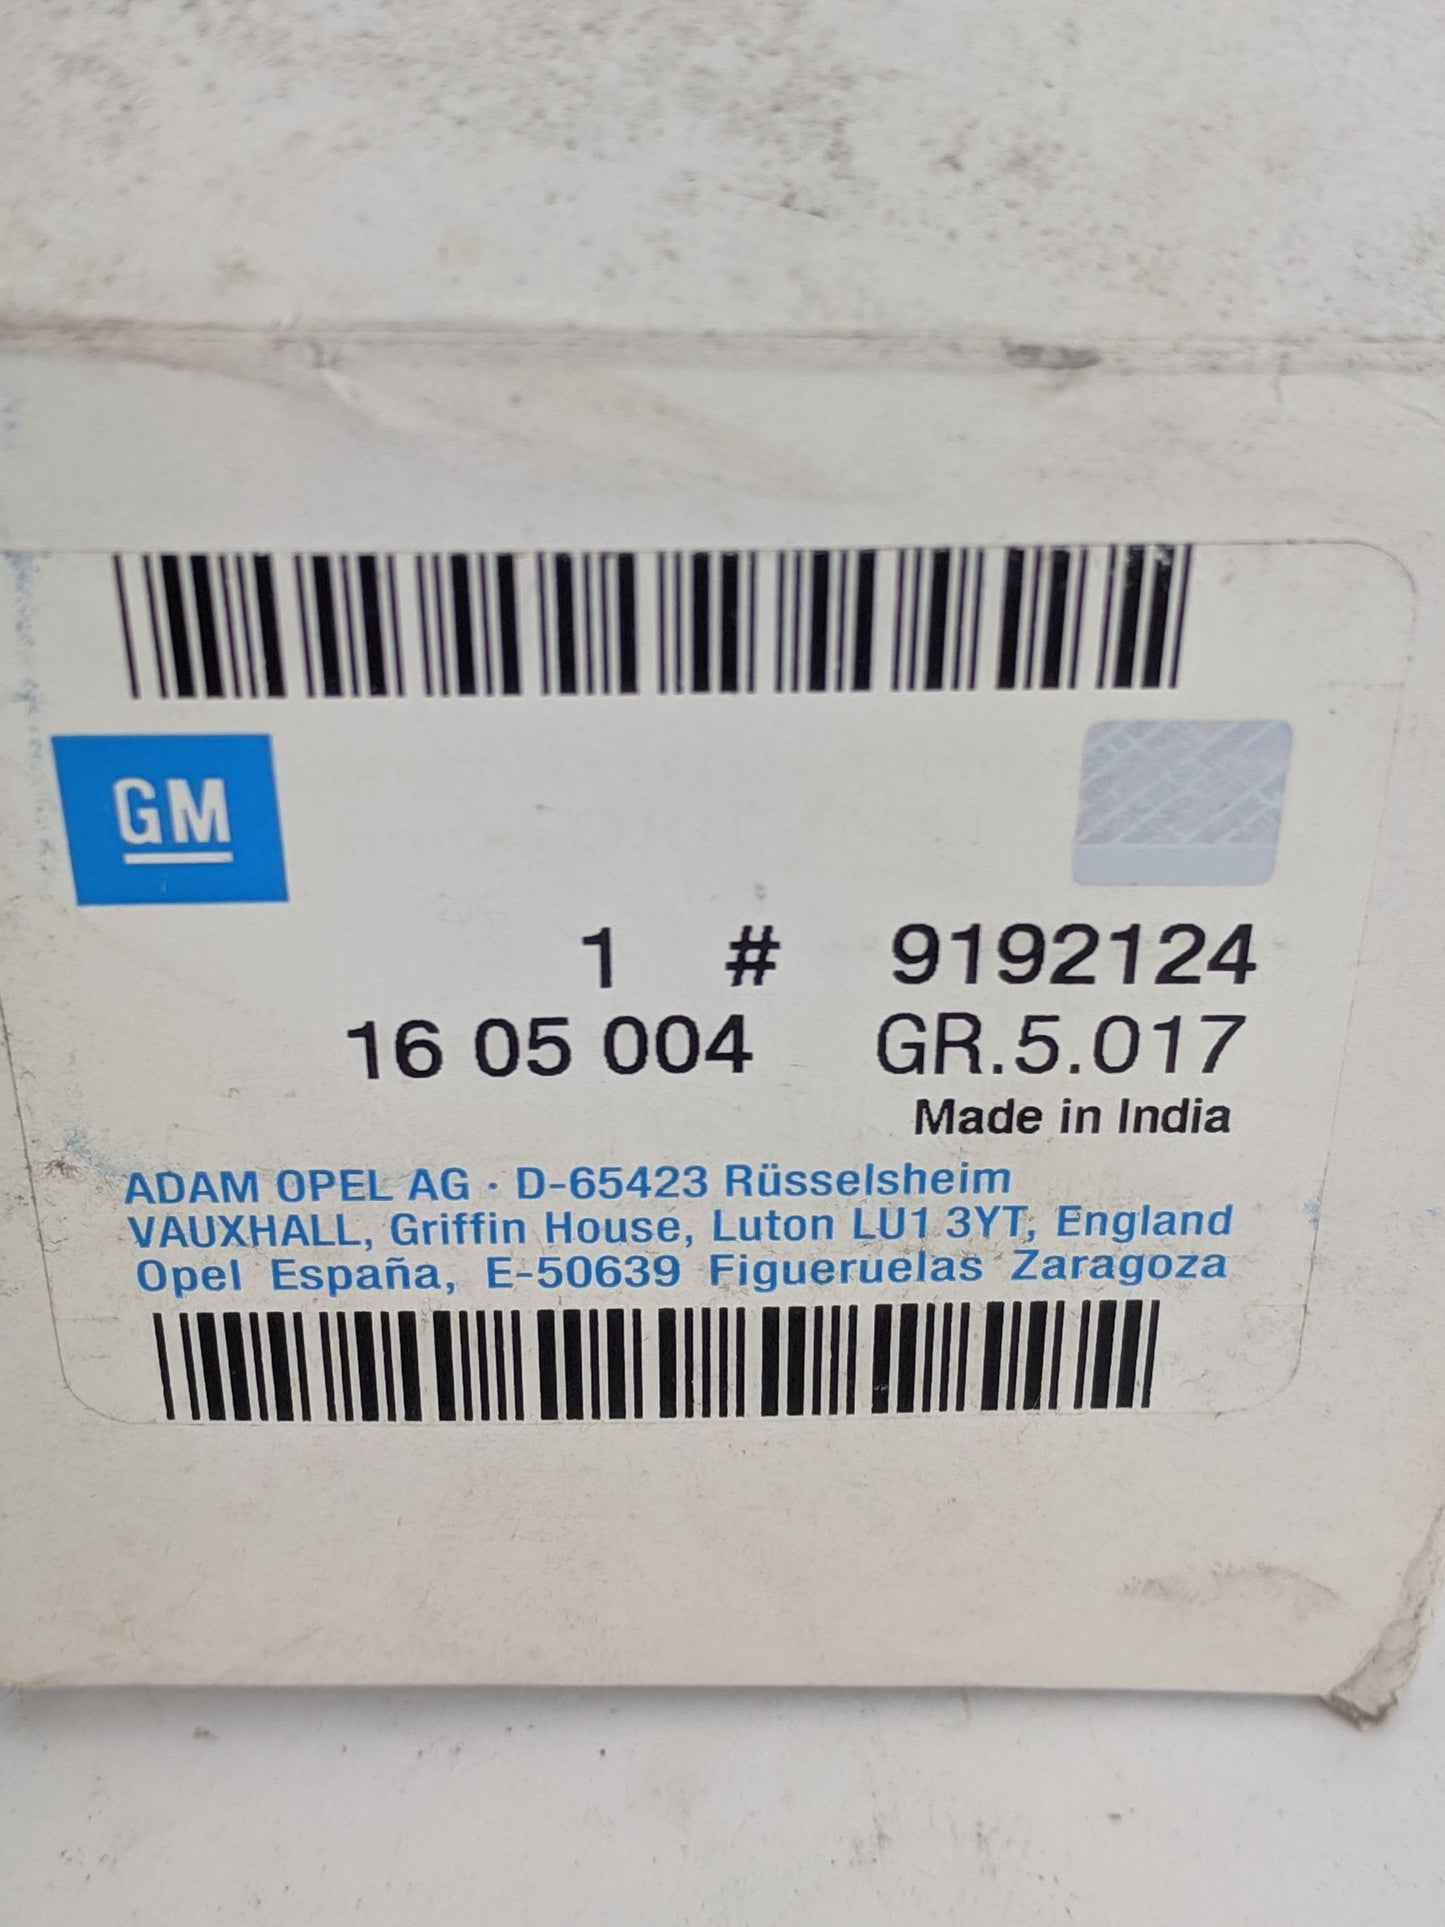 GM
1 # 9192124
16 05 004 GR.5.017
Made in India
ADAM OPEL AG · D-65423 Rüsselsheim
VAUXHALL, Griffin House, Luton LU1 3YT, England
Opel España, E-50639 Figueruelas Zaragoza